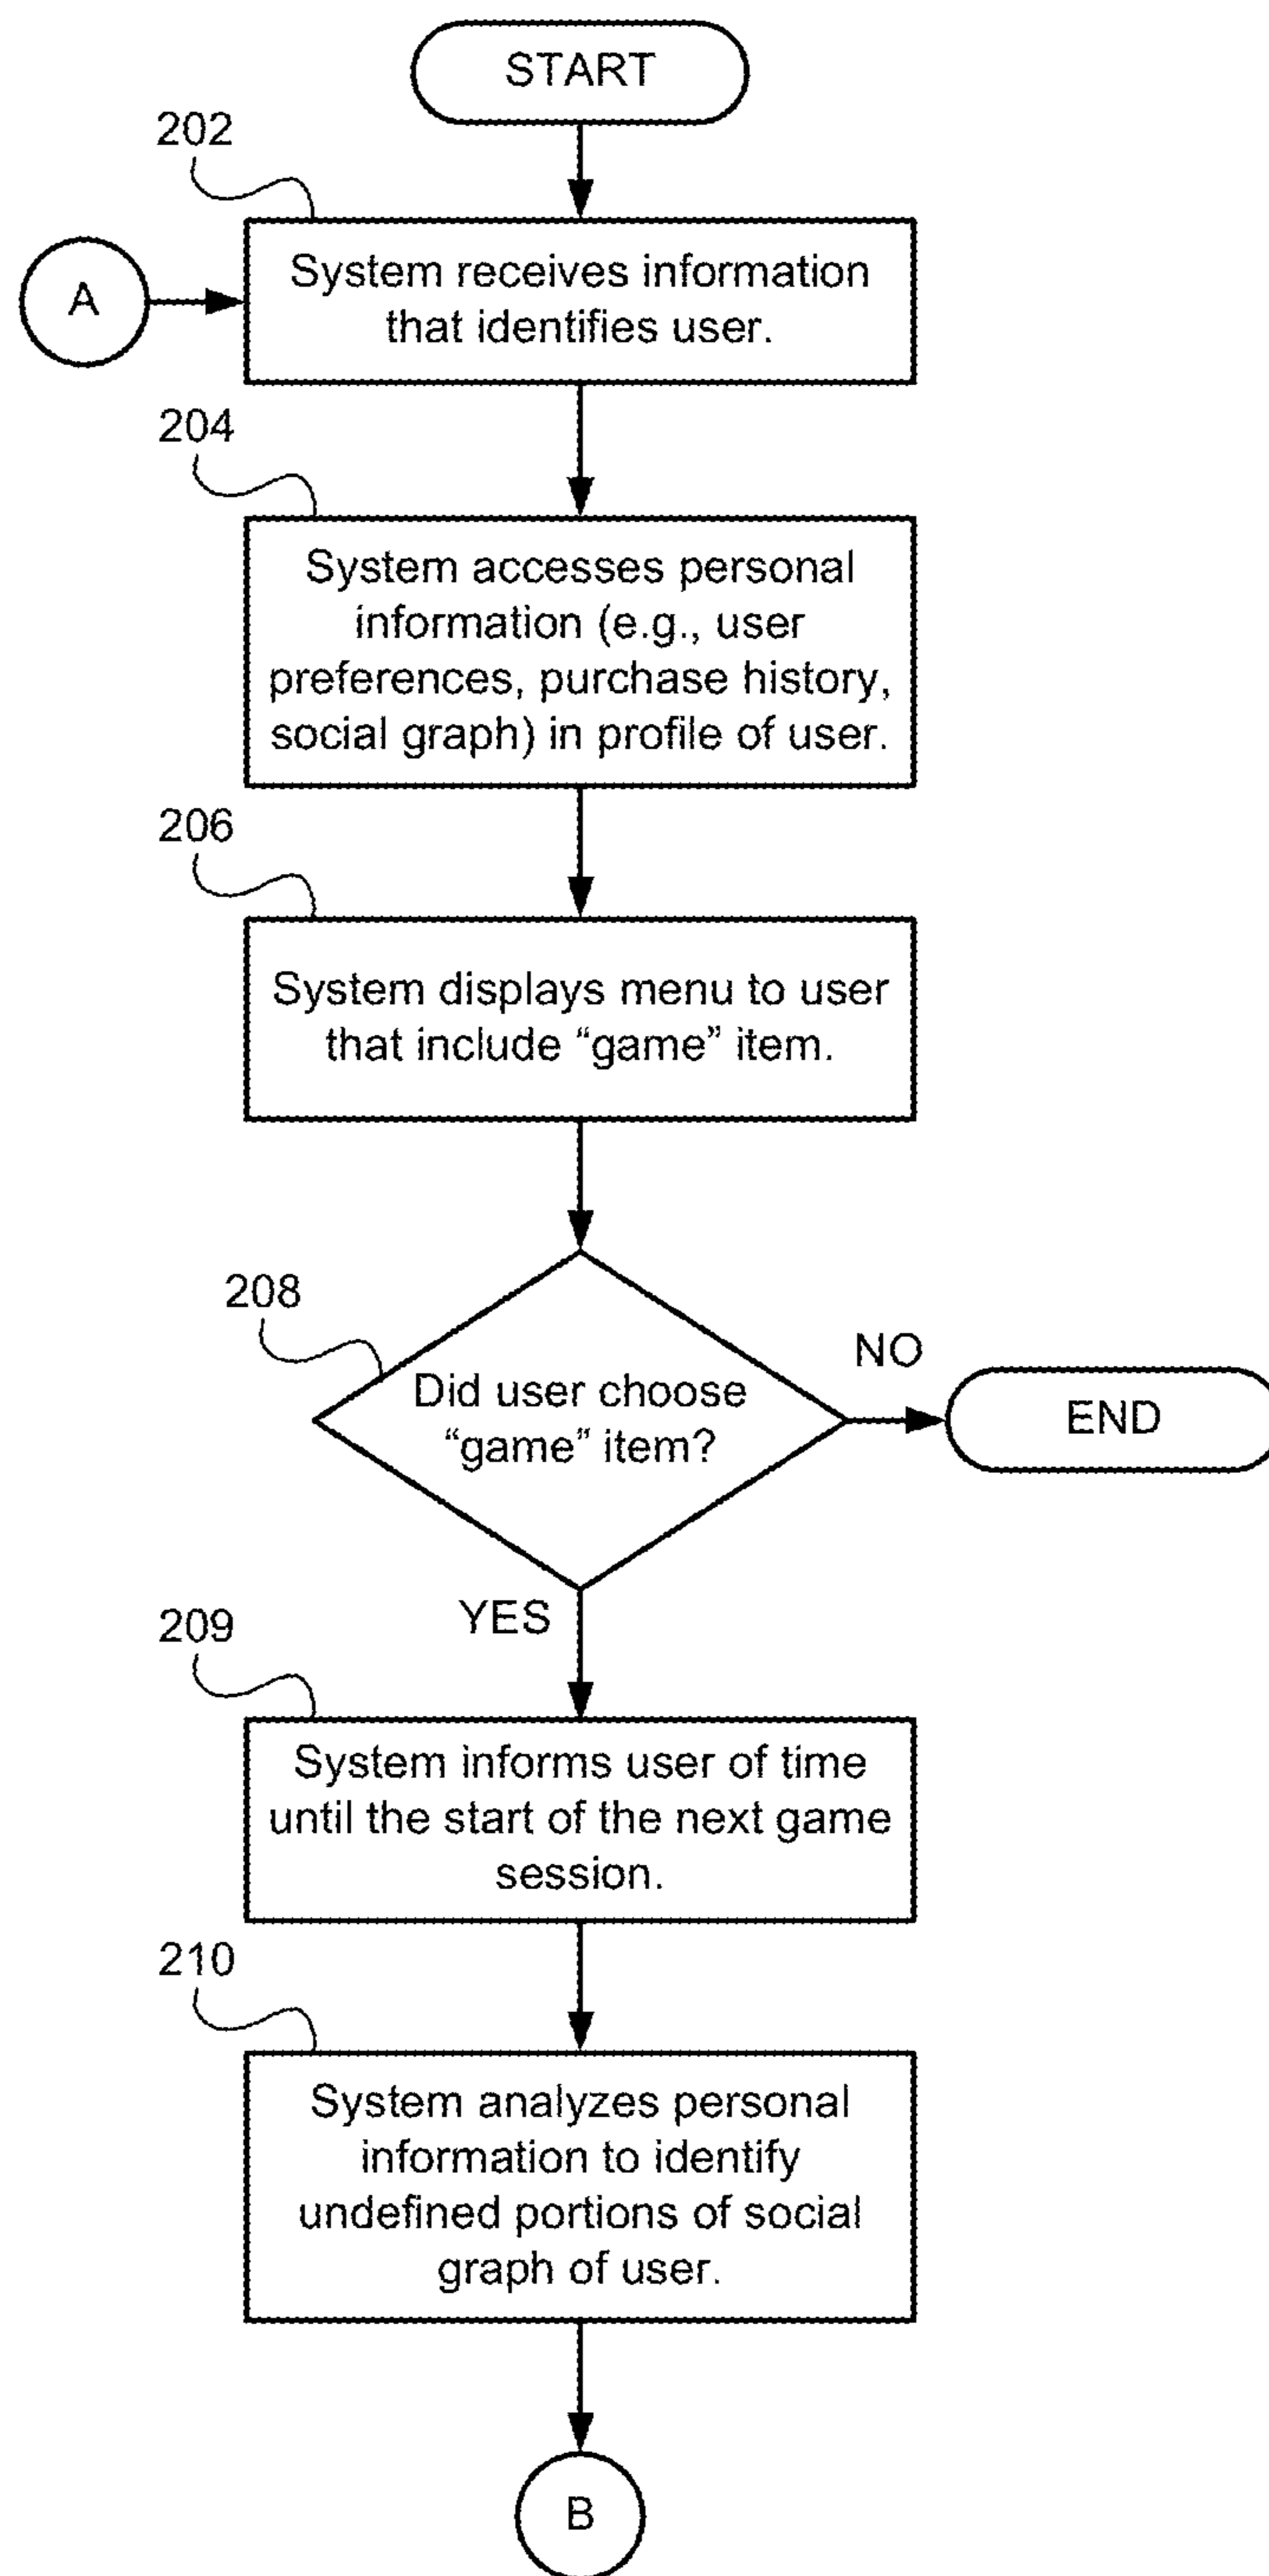 START
202
System receives information
that identifies user.
A
204
System accesses personal
information (e.g., user
preferences, purchase history,
social graph) in profile of user.
206
System displays menu to user
that include “game” item.
208
Did user choose
“game” item?
NO
END
YES
209
System informs user of time
until the start of the next game
session.
210
System analyzes personal
information to identify
undefined portions of social
graph of user.
B